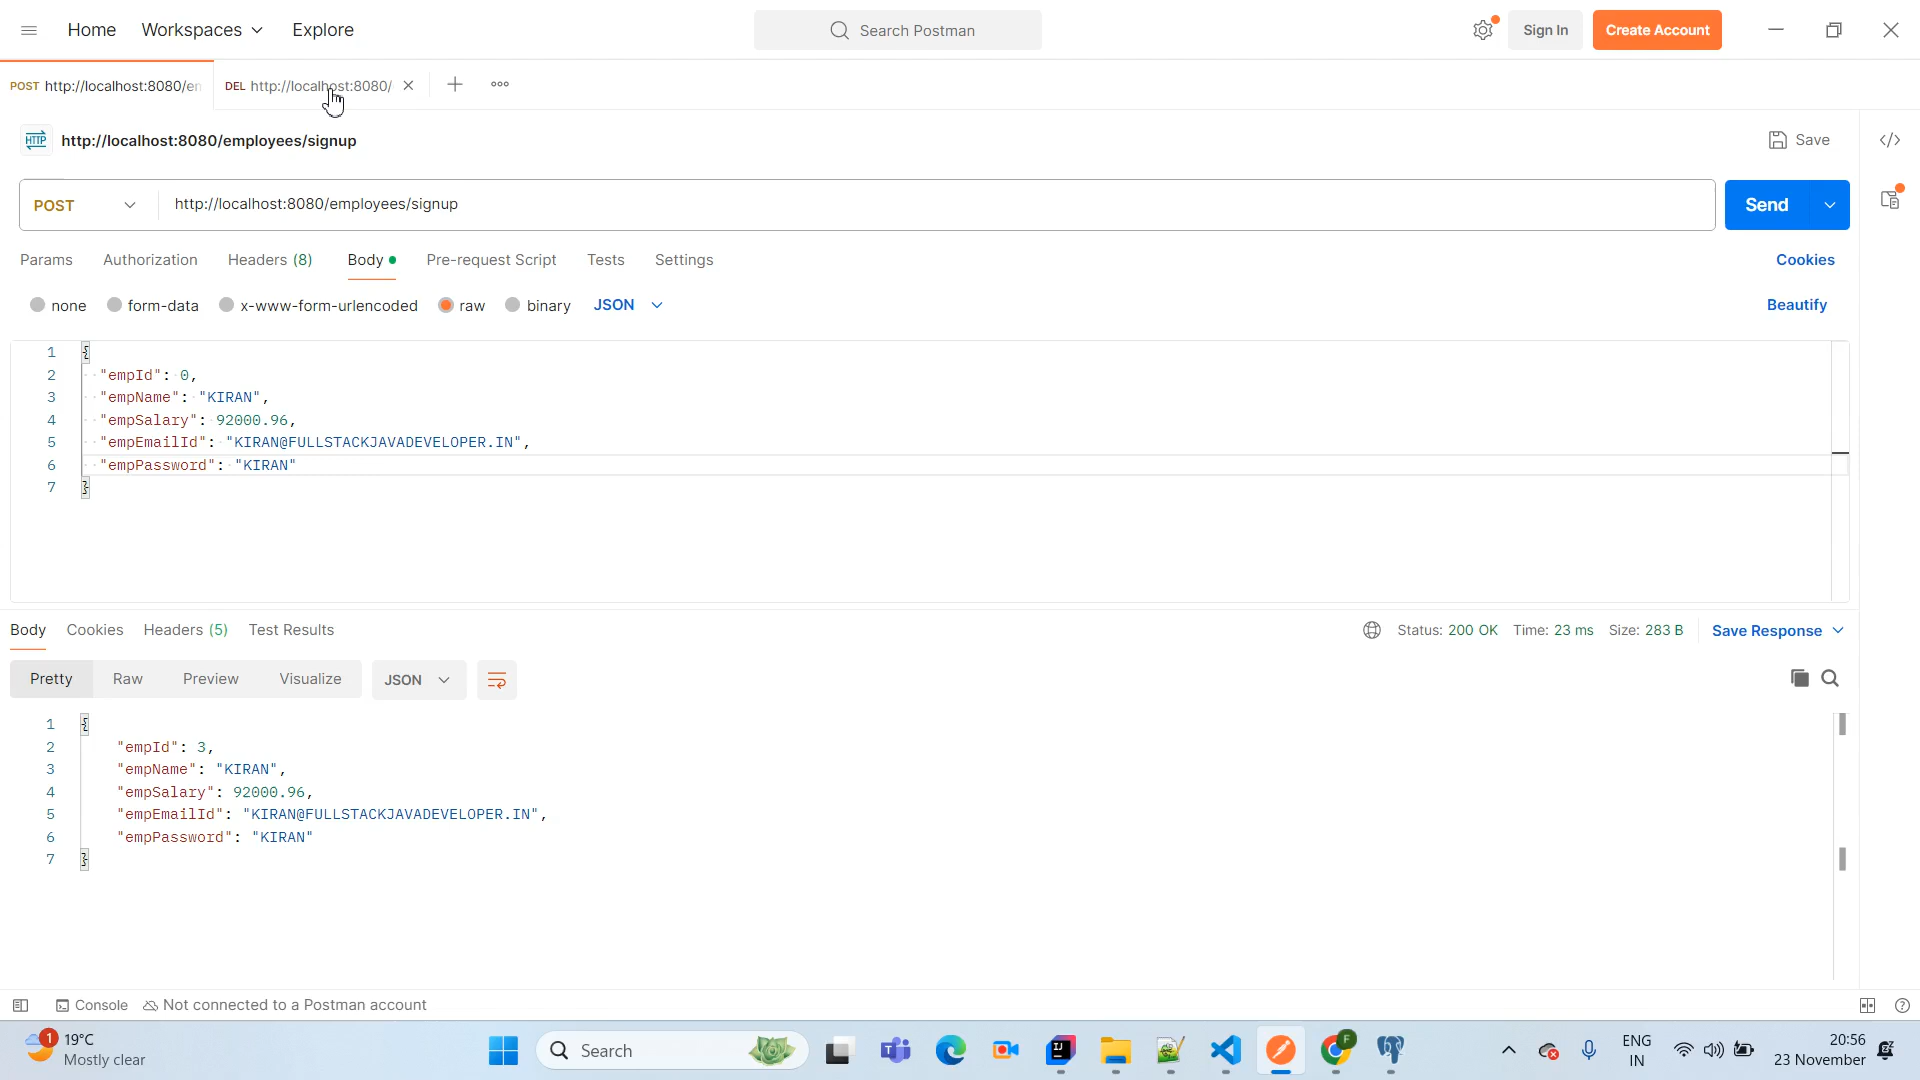 Home Workspaces Explore Search Postman Sign In Create Account
POST http://localhost:8080/en DEL http://localhost:8080/
HTTP http://localhost:8080/employees/signup Save
POST http://localhost:8080/employees/signup Send
Params Authorization Headers (8) Body Pre-request Script Tests Settings Cookies
none form-data x-www-form-urlencoded raw binary JSON Beautify
1 {
2 "empId": 0,
3 "empName": "KIRAN",
4 "empSalary": 92000.96,
5 "empEmailId": "KIRAN@FULLSTACKJAVADEVELOPER.IN",
6 "empPassword": "KIRAN"
7 }
Body Cookies Headers (5) Test Results Status: 200 OK Time: 23 ms Size: 283 B Save Response
Pretty Raw Preview Visualize JSON
1 {
2 "empId": 3,
3 "empName": "KIRAN",
4 "empSalary": 92000.96,
5 "empEmailId": "KIRAN@FULLSTACKJAVADEVELOPER.IN",
6 "empPassword": "KIRAN"
7 }
Console Not connected to a Postman account
1 19°C
Mostly clear
Search
F
ENG
IN
20:56
23 November